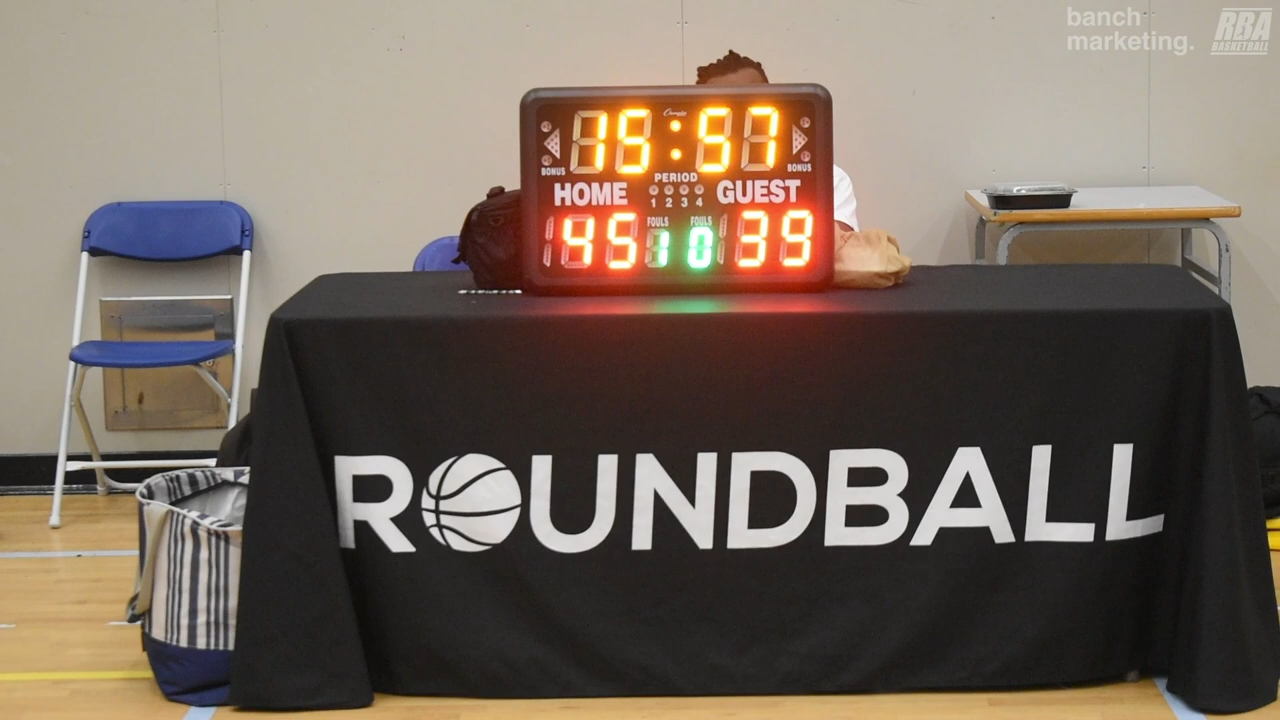 banch
marketing.
RBA
BASKETBALL
15:57
BONUS
BONUS
PERIOD
HOME
1 2 3 4
GUEST
FOULS
FOULS
45
1
0
39
ROUNDBALL